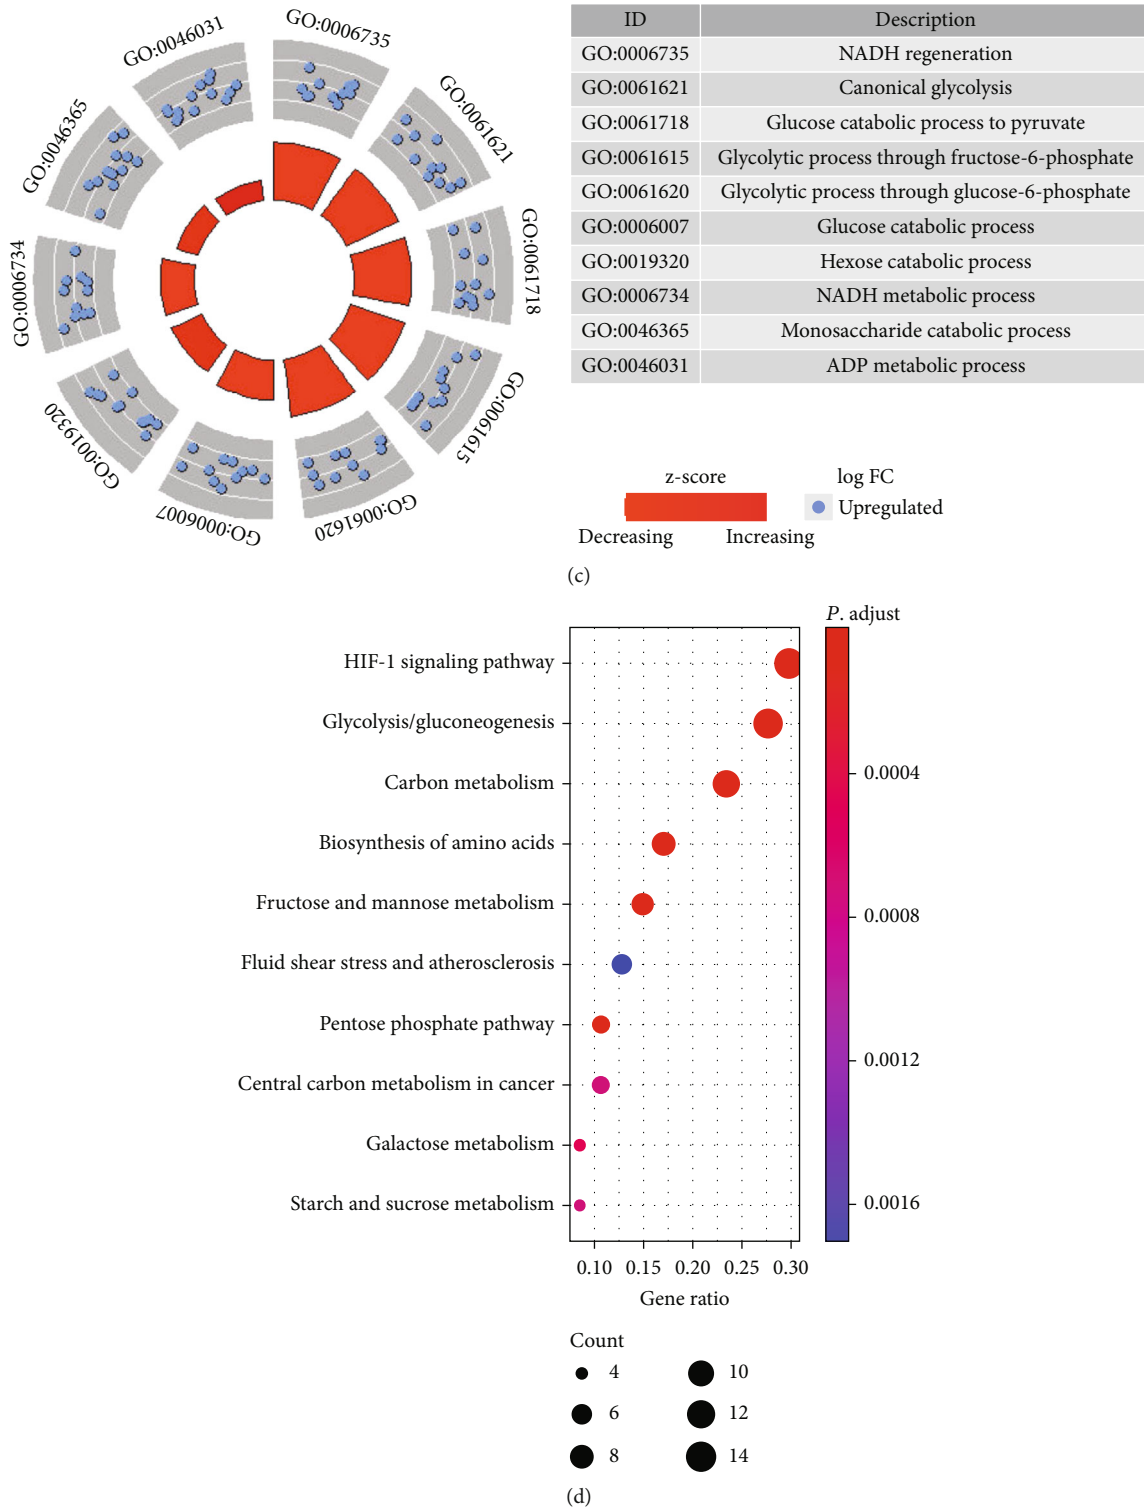 GO:0006735
GO:0061621
GO:0061718
GO:0061615
GO:0061620
GO:0006007
GO:0019320
GO:0006734
GO:0046365
GO:0046031
ID Description
GO:0006735 NADH regeneration
GO:0061621 Canonical glycolysis
GO:0061718 Glucose catabolic process to pyruvate
GO:0061615 Glycolytic process through fructose-6-phosphate
GO:0061620 Glycolytic process through glucose-6-phosphate
GO:0006007 Glucose catabolic process
GO:0019320 Hexose catabolic process
GO:0006734 NADH metabolic process
GO:0046365 Monosaccharide catabolic process
GO:0046031 ADP metabolic process
z-score
Decreasing Increasing
log FC
Upregulated
(c)
P. adjust
HIF-1 signaling pathway
Glycolysis/gluconeogenesis
Carbon metabolism
Biosynthesis of amino acids
Fructose and mannose metabolism
Fluid shear stress and atherosclerosis
Pentose phosphate pathway
Central carbon metabolism in cancer
Galactose metabolism
Starch and sucrose metabolism
0.0004
0.0008
0.0012
0.0016
0.10 0.15 0.20 0.25 0.30
Gene ratio
Count
4 10
6 12
8 14
(d)